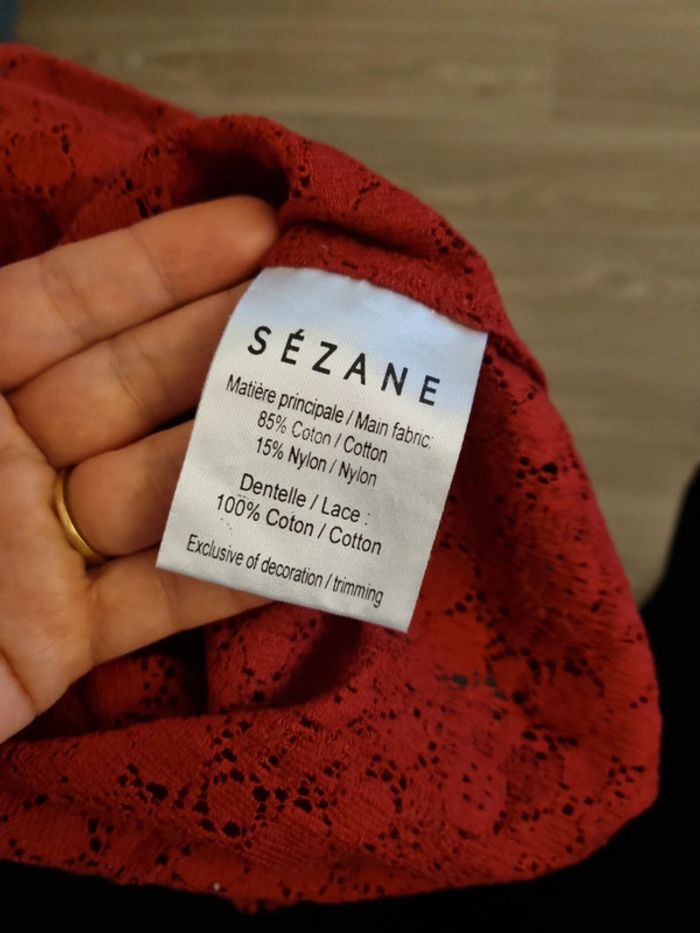 SÉZANE
Matière principale / Main fabric:
85% Coton / Cotton
15% Nylon / Nylon
Dentelle / Lace :
100% Coton / Cotton
Exclusive of decoration / trimming